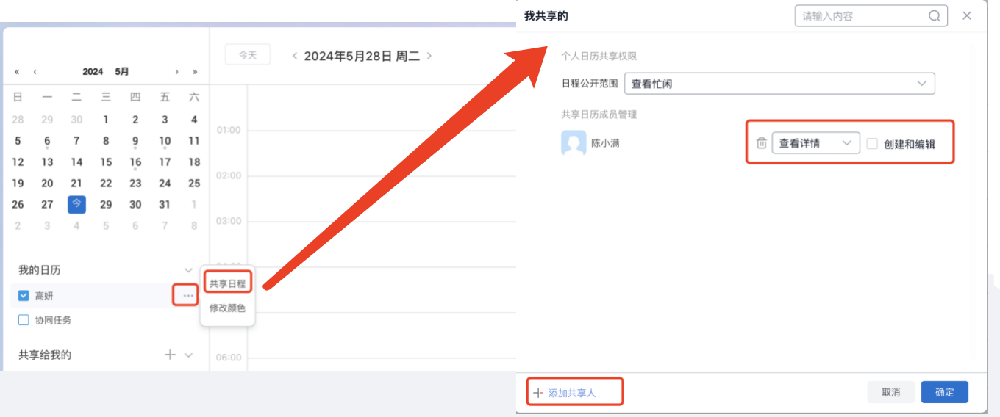 « ‹ 2024 5月 › »
日 一 二 三 四 五 六
28 29 30 1 2 3 4
5 6 7 8 9 10 11
12 13 14 15 16 17 18
19 20 21 22 23 24 25
26 27 今 29 30 31 1
2 3 4 5 6 7 8
我的日历
高妍
协同任务
共享给我的
今天
2024年5月28日 周二
01:00
02:00
03:00
06:00
共享日程
修改颜色
我共享的
请输入内容
个人日历共享权限
日程公开范围 查看忙闲
共享日历成员管理
陈小满 查看详情 创建和编辑
添加共享人
取消 确定